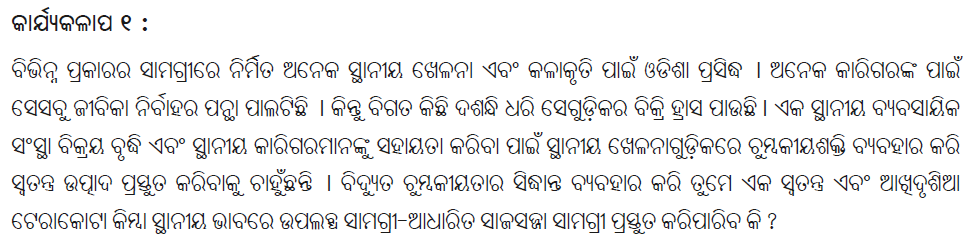 କାର୍ଯ୍ୟକଳାପ ୧ :
ବିଭିନ୍ନ ପ୍ରକାରର ସାମଗ୍ରୀରେ ନିର୍ମିତ ଅନେକ ସ୍ଥାନୀୟ ଖେଳନା ଏବଂ କଳାକୃତି ପାଇଁ ଓଡିଶା ପ୍ରସିଦ୍ଧ । ଅନେକ କାରିଗରଙ୍କ ପାଇଁ
ସେସବୁ ଜୀବିକା ନିର୍ବାହର ପନ୍ଥା ପାଲଟିଛି । କିନ୍ତୁ ବିଗତ କିଛି ଦଶନ୍ଧି ଧରି ସେଗୁଡ଼ିକର ବିକ୍ରି ହ୍ରାସ ପାଉଛି। ଏକ ସ୍ଥାନୀୟ ବ୍ୟବସାୟିକ
ସଂସ୍ଥା ବିକ୍ରୟ ବୃଦ୍ଧି ଏବଂ ସ୍ଥାନୀୟ କାରିଗରମାନଙ୍କୁ ସହାୟତା କରିବା ପାଇଁ ସ୍ଥାନୀୟ ଖେଳନାଗୁଡ଼ିକରେ ଚୁମ୍ବକୀୟଶକ୍ତି ବ୍ୟବହାର କରି
ସ୍ୱତନ୍ତ୍ର ଉତ୍ପାଦ ପ୍ରସ୍ତୁତ କରିବାକୁ ଚାହୁଁଛନ୍ତି । ବିଦ୍ୟୁତ ଚୁମ୍ବକୀୟତାର ସିଦ୍ଧାନ୍ତ ବ୍ୟବହାର କରି ତୁମେ ଏକ ସ୍ୱତନ୍ତ୍ର ଏବଂ ଆଖିଦୃଶିଆ
ଟେରାକୋଟା କିମ୍ବା ସ୍ଥାନୀୟ ଭାବରେ ଉପଲବ୍ଧ ସାମଗ୍ରୀ-ଆଧାରିତ ସାଜସଜ୍ଜା ସାମଗ୍ରୀ ପ୍ରସ୍ତୁତ କରିପାରିବ କି ?